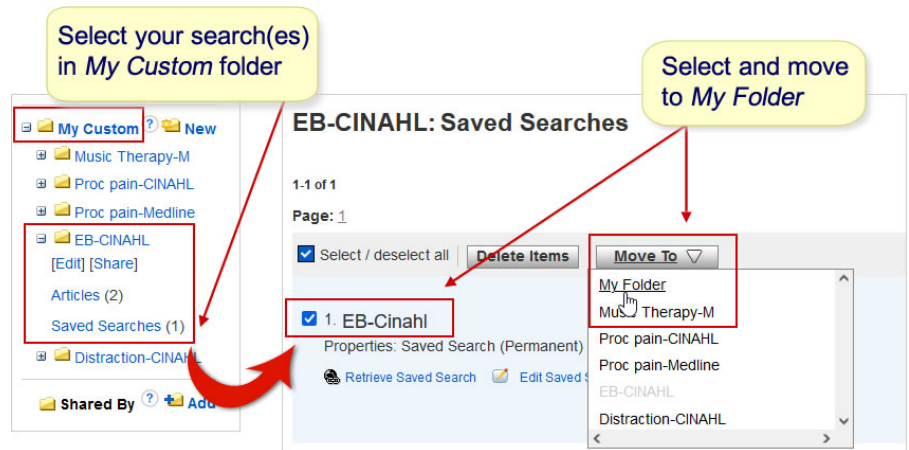 Select your search(es)
in My Custom folder
Select and move
to My Folder
My Custom ? New
Music Therapy-M
Proc pain-CINAHL
Proc pain-Medline
EB-CINAHL
[Edit] [Share]
Articles (2)
Saved Searches (1)
Distraction-CINAHL
Shared By ? Add
EB-CINAHL: Saved Searches
1-1 of 1
Page: 1
Select / deselect all
Delete Items
Move To
My Folder
Music Therapy-M
Proc pain-CINAHL
Proc pain-Medline
EB-CINAHL
Distraction-CINAHL
1. EB-Cinahl
Properties: Saved Search (Permanent)
Retrieve Saved Search
Edit Saved S